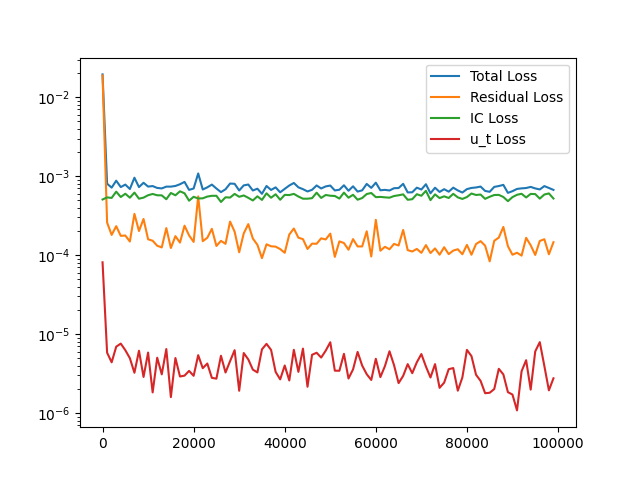 Total Loss
Residual Loss
IC Loss
u_t Loss
10^{-2}
10^{-3}
10^{-4}
10^{-5}
10^{-6}
0 20000 40000 60000 80000 100000